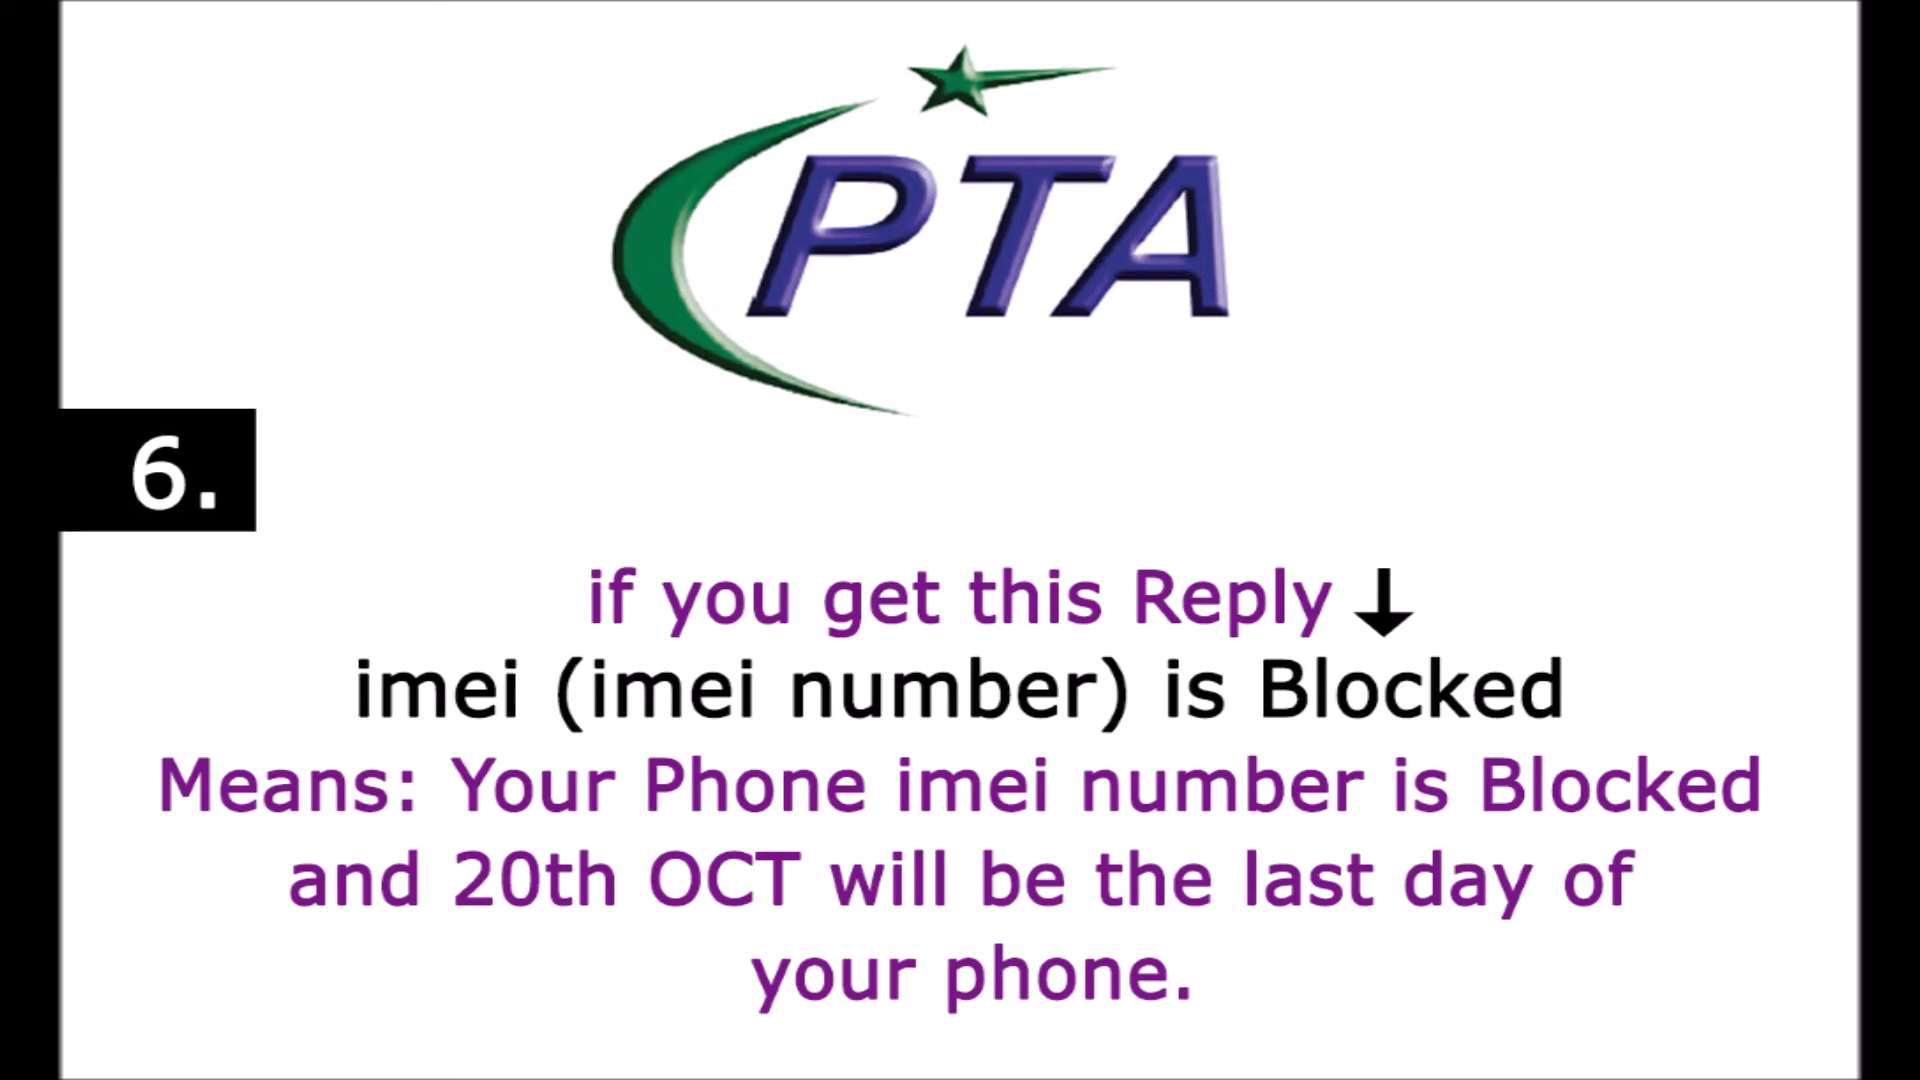 PTA
6.
if you get this Reply ↓
imei (imei number) is Blocked
Means: Your Phone imei number is Blocked
and 20th OCT will be the last day of
your phone.